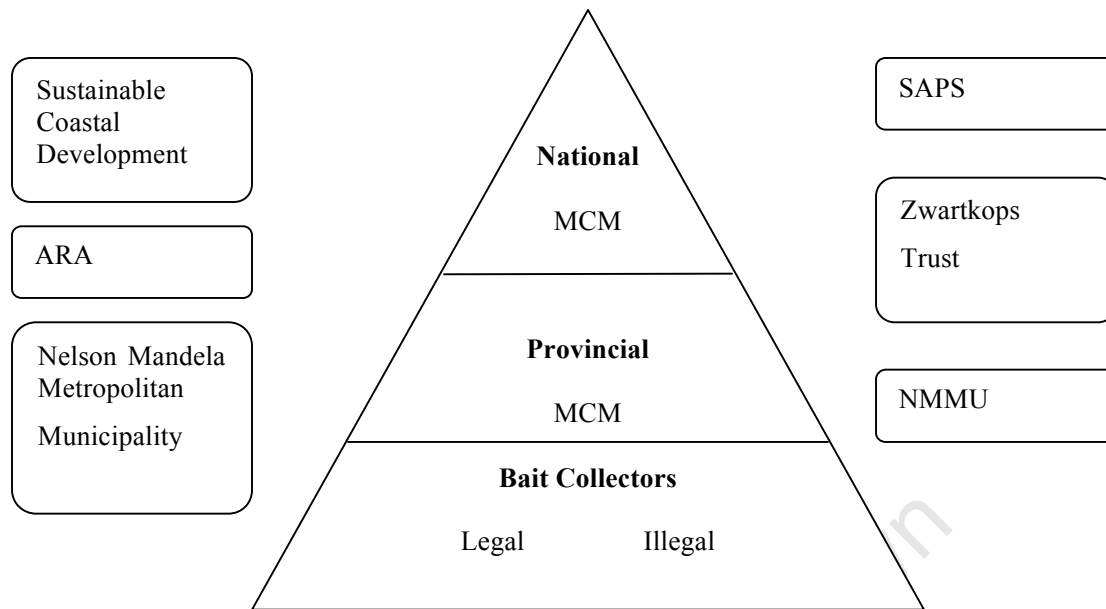 Sustainable
Coastal
Development
ARA
Nelson Mandela
Metropolitan
Municipality
National
MCM
Provincial
MCM
Bait Collectors
Legal Illegal
SAPS
Zwartkops
Trust
NMMU